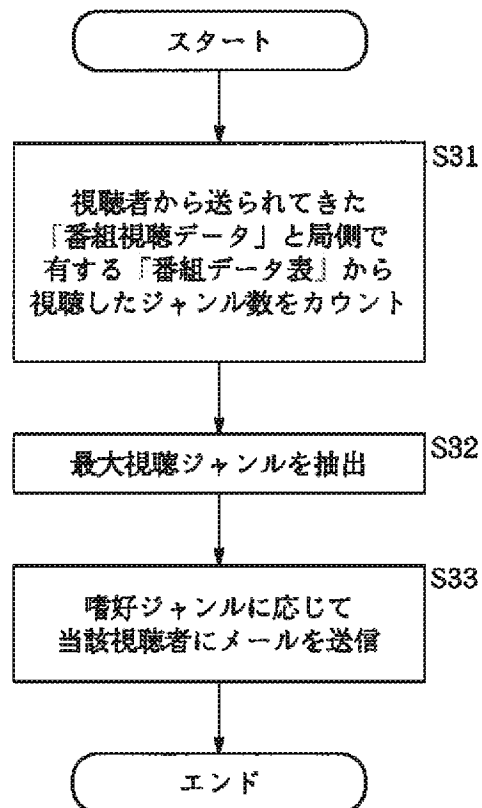 スタート
S31
視聴者から送られてきた
「番組視聴データ」と局側で
有する『番組データ表』から
視聴したジャンル数をカウント
S32
最大視聴ジャンルを抽出
S33
嗜好ジャンルに応じて
当該視聴者にメールを送信
エンド